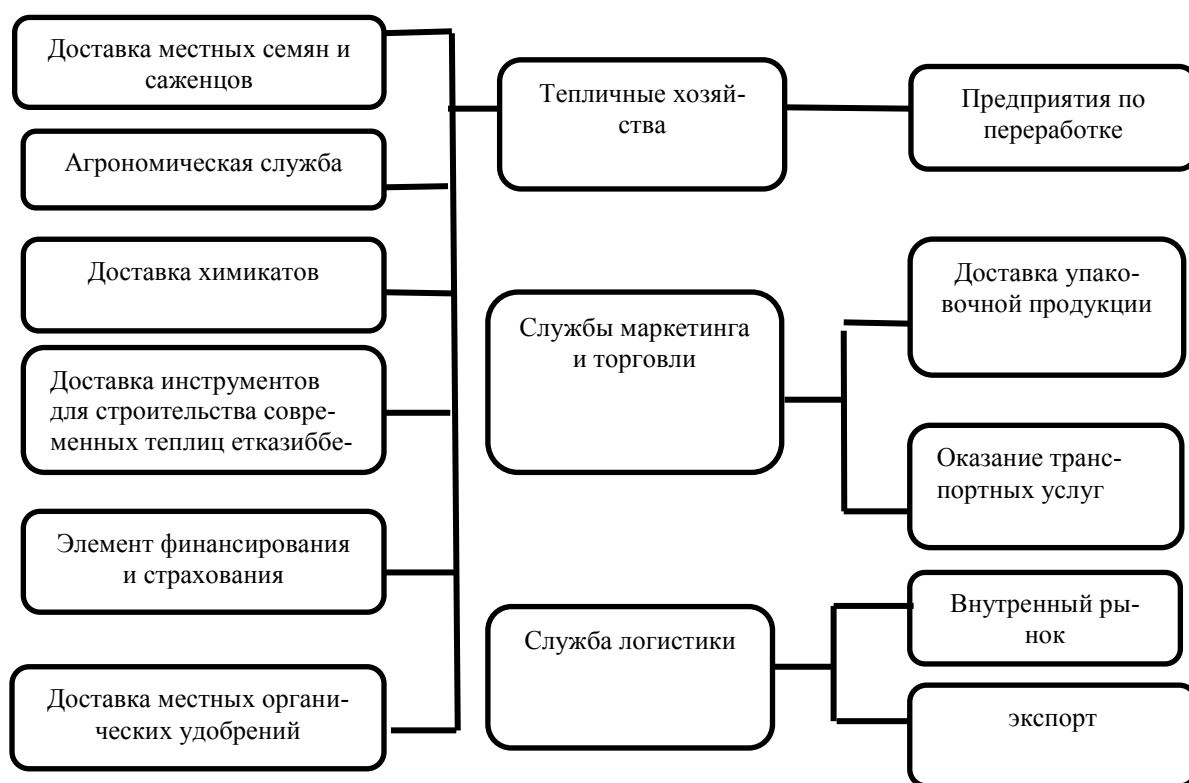 Доставка местных семян и
саженцов
Агрономическая служба
Доставка химикатов
Доставка инструментов
для строительства совре-
менных теплиц етказиббе-
Элемент финансирования
и страхования
Доставка местных органи-
ческих удобрений
Тепличные хозяй-
ства
Службы маркетинга
и торговли
Служба логистики
Предприятия по
переработке
Доставка упако-
вочной продукции
Оказание транс-
портных услуг
Внутренный ры-
нок
экспорт